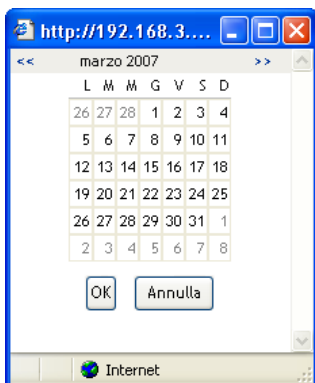 http://192.168.3....
<< marzo 2007 >>
L M M G V S D
26 27 28 1 2 3 4
5 6 7 8 9 10 11
12 13 14 15 16 17 18
19 20 21 22 23 24 25
26 27 28 29 30 31 1
2 3 4 5 6 7 8
OK Annulla
Internet